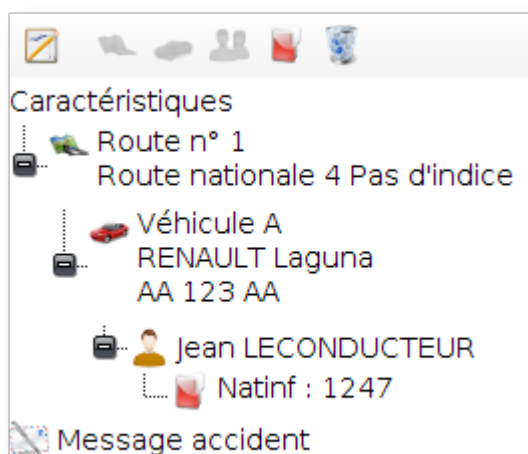 Caractéristiques
Route n° 1
Route nationale 4 Pas d'indice
Véhicule A
RENAULT Laguna
AA 123 AA
Jean LECONDUCTEUR
Natinf : 1247
Message accident